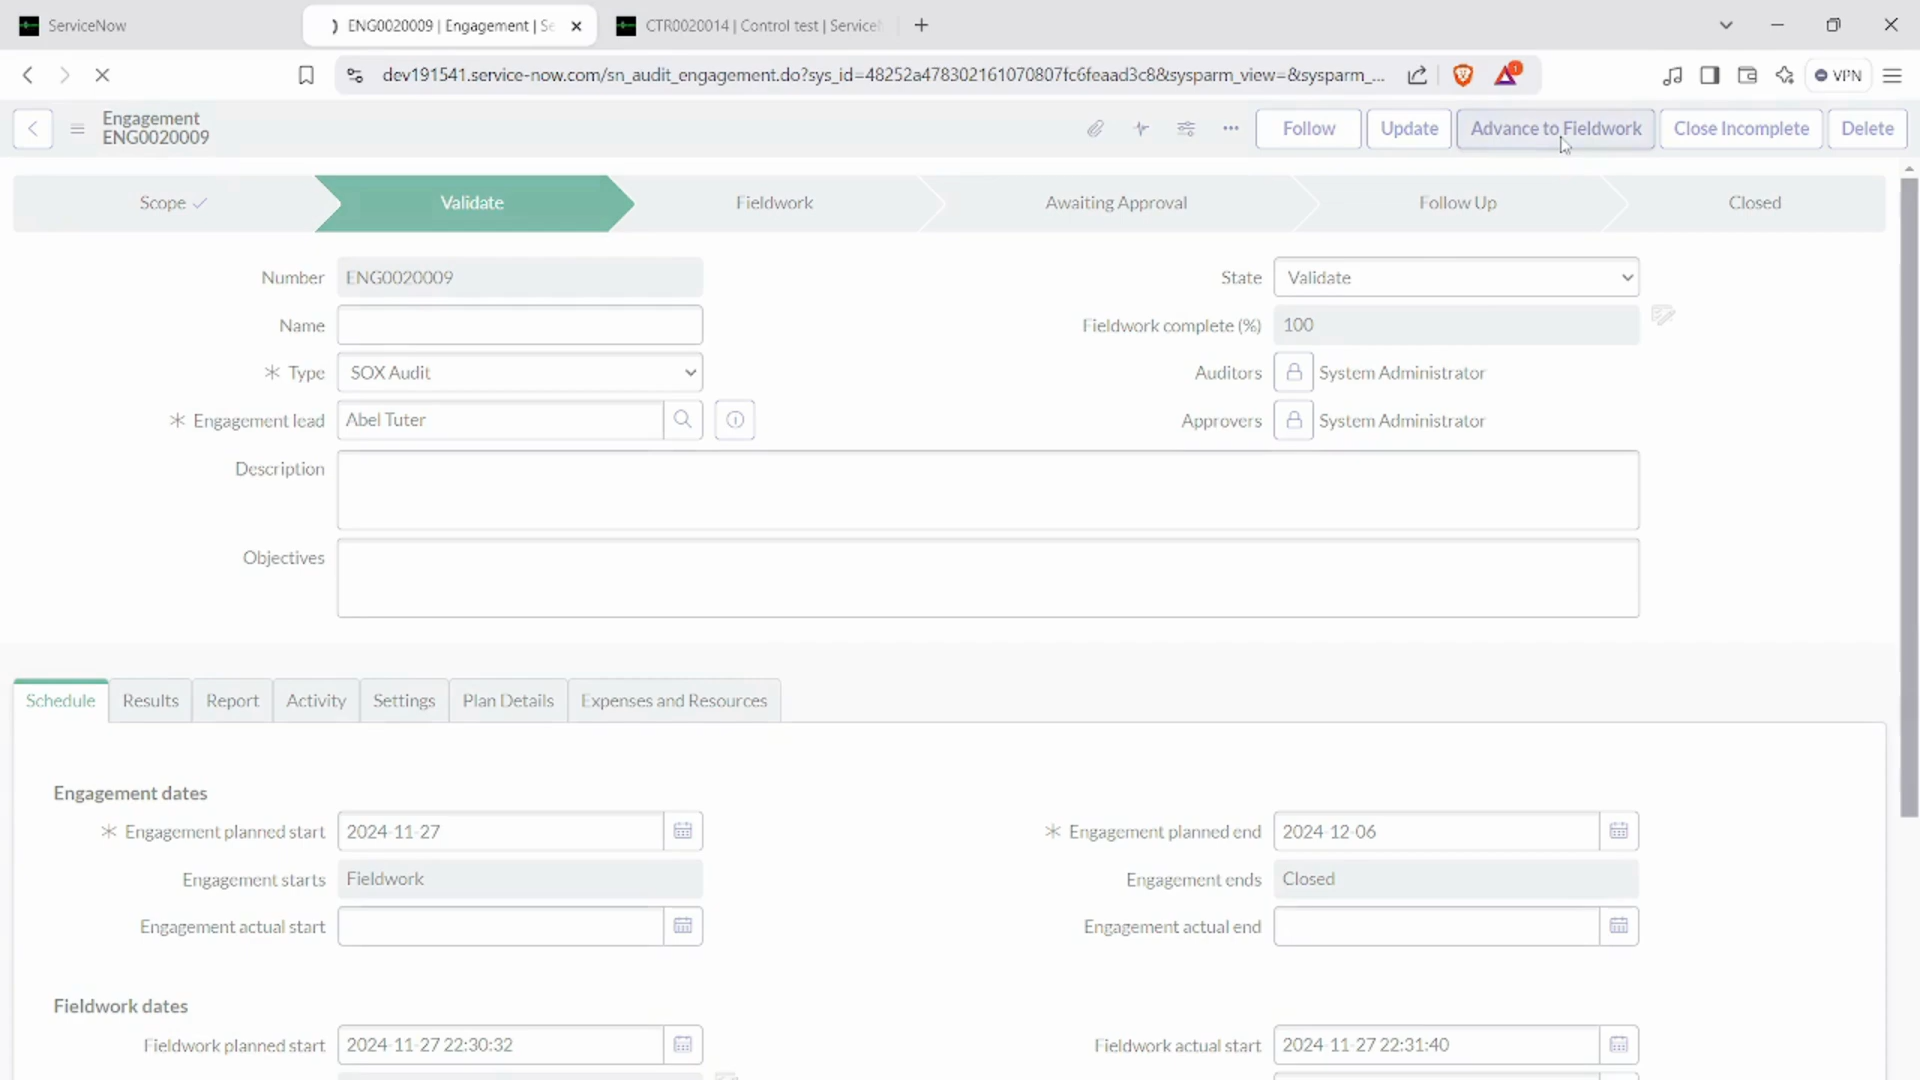 ServiceNow
ENG0020009 | Engagement | Se
CTR0020014 | Control test | Service
dev191541.service-now.com/sn_audit_engagement.do?sys_id=48252a478302161070807fc6feaad3c8&sysparm_view=&sysparm_...
1
VPN
Engagement
ENG0020009
Follow
Update
Advance to Fieldwork
Close Incomplete
Delete
Scope
Validate
Fieldwork
Awaiting Approval
Follow Up
Closed
Number ENG0020009
State Validate
Name
Fieldwork complete (%) 100
Type SOX Audit
Auditors System Administrator
Engagement lead Abel Tuter
Approvers System Administrator
Description
Objectives
Schedule
Results
Report
Activity
Settings
Plan Details
Expenses and Resources
Engagement dates
Engagement planned start 2024-11-27
Engagement planned end 2024-12-06
Engagement starts Fieldwork
Engagement ends Closed
Engagement actual start
Engagement actual end
Fieldwork dates
Fieldwork planned start 2024-11-27 22:30:32
Fieldwork actual start 2024-11-27 22:31:40